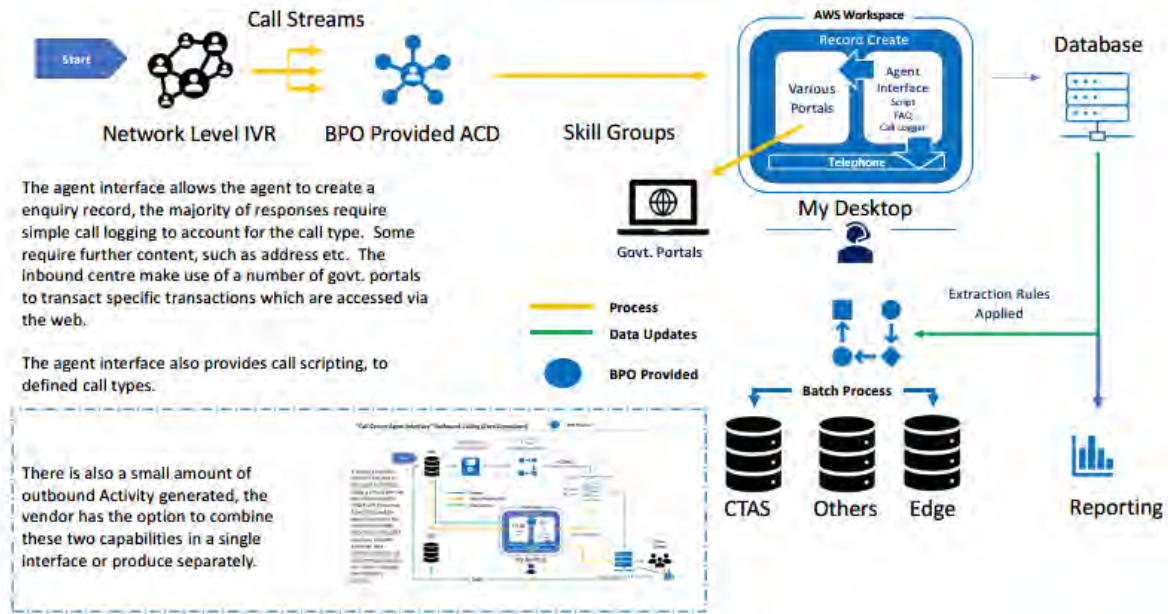 Call Streams
AWS Workspace
Start
Record Create
Database
Various
Portals
Agent
Interface
Script
FAQ
Call Logger
Network Level IVR
BPO Provided ACD
Skill Groups
Telephone
My Desktop
Govt. Portals
The agent interface allows the agent to create a
enquiry record, the majority of responses require
simple call logging to account for the call type. Some
require further content, such as address etc. The
inbound centre make use of a number of govt. portals
to transact specific transactions which are accessed via
the web.
The agent interface also provides call scripting, to
defined call types.
Process
Data Updates
BPO Provided
Extraction Rules
Applied
Batch Process
CTAS
Others
Edge
Reporting
There is also a small amount of
outbound Activity generated, the
vendor has the option to combine
these two capabilities in a single
interface or produce separately.